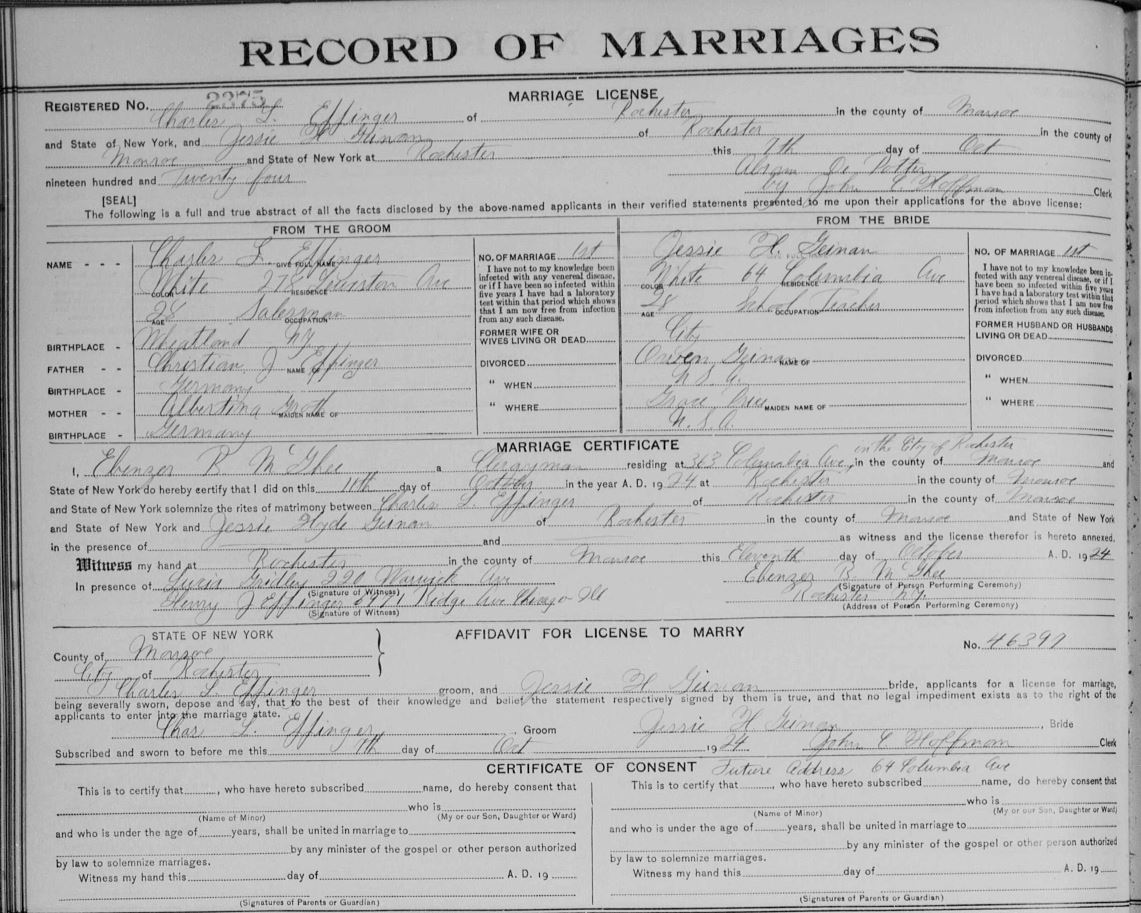 RECORD OF MARRIAGES
MARRIAGE LICENSE
REGISTERED No. 2375
Charles L. Effinger of Rochester in the county of Monroe
and State of New York, and Jessie H. Guinan of Rochester in the county of
Monroe and State of New York at Rochester this 9th day of Oct
nineteen hundred and Twenty four Abram De Potter
[SEAL] by John C Hoffman Clerk
The following is a full and true abstract of all the facts disclosed by the above-named applicants in their verified statements presented to me upon their applications for the above license:
FROM THE GROOM
NAME - - - Charles L. Effinger
GIVE FULL NAME
White 278 Lewiston Ave
COLOR RESIDENCE
28 Salesman
AGE OCCUPATION
BIRTHPLACE - Wheatland N.Y.
FATHER - - Christian J Effinger
NAME OF
BIRTHPLACE - Germany
MOTHER - - Albertina Groth
MAIDEN NAME OF
BIRTHPLACE - Germany
NO. OF MARRIAGE 1st
I have not to my knowledge been
infected with any venereal disease,
or if I have been so infected within
five years I have had a laboratory
test within that period which shows
that I am now free from infection
from any such disease.
FORMER WIFE OR
WIVES LIVING OR DEAD
DIVORCED
" WHEN
" WHERE
FROM THE BRIDE
Jessie H. Guinan
White 64 Columbia Ave
COLOR RESIDENCE
28 School Teacher
AGE OCCUPATION
City
Guinan
NAME OF
U.S.A.
Grace Price
MAIDEN NAME OF
U.S.A.
NO. OF MARRIAGE 1st
I have not to my knowledge been in-
fected with any venereal disease,
or if I have been so infected within five years
I have had a laboratory test within that
period which shows that I am now free
from infection from any such disease.
FORMER HUSBAND OR HUSBANDS
LIVING OR DEAD
DIVORCED
" WHEN
" WHERE
MARRIAGE CERTIFICATE in the City of Rochester
I, Ebenzer R. McGhee a Clergyman residing at 363 Columbia Ave, in the county of Monroe and
State of New York do hereby certify that I did on this 11th day of October in the year A. D. 1924 at Rochester in the county of Monroe
and State of New York solemnize the rites of matrimony between Charles L Effinger of Rochester in the county of Monroe
and State of New York and Jessie Hyde Guinan of Rochester in the county of Monroe and State of New York
in the presence of and as witness and the license therefor is hereto annexed.
Witness my hand at Rochester in the county of Monroe this Eleventh day of October A. D. 1924
In presence of Gridley 220 Warwick Ave Ebenzer R. McGhee
(Signature of Witness) (Signature of Person Performing Ceremony)
Henry J Effinger Ridge Ave Chicago Ill Rochester N.Y.
(Signature of Witness) (Address of Person Performing Ceremony)
STATE OF NEW YORK AFFIDAVIT FOR LICENSE TO MARRY No. 46397
County of Monroe
City of Rochester
Charles L. Effinger groom, and Jessie H Guinan bride, applicants for a license for marriage,
being severally sworn, depose and say, that to the best of their knowledge and belief the statement respectively signed by them is true, and that no legal impediment exists as to the right of the
applicants to enter into the marriage state.
Chas L. Effinger Groom Jessie H Guinan, Bride
Subscribed and sworn to before me this 9th day of Oct 1924 John C Hoffman Clerk
CERTIFICATE OF CONSENT Future Address 64 Columbia Ave
This is to certify that, who have hereto subscribed name, do hereby consent that
who is
(Name of Minor) (My or our Son, Daughter or Ward)
and who is under the age of years, shall be united in marriage to
by any minister of the gospel or other person authorized
by law to solemnize marriages.
Witness my hand this day of A. D. 19
(Signatures of Parents or Guardian)
This is to certify that, who have hereto subscribed name, do hereby consent that
who is
(Name of Minor) (My or our Son, Daughter or Ward)
and who is under the age of years, shall be united in marriage to
by any minister of the gospel or other person authorized
by law to solemnize marriages.
Witness my hand this day of A. D. 19
(Signatures of Parents or Guardian)